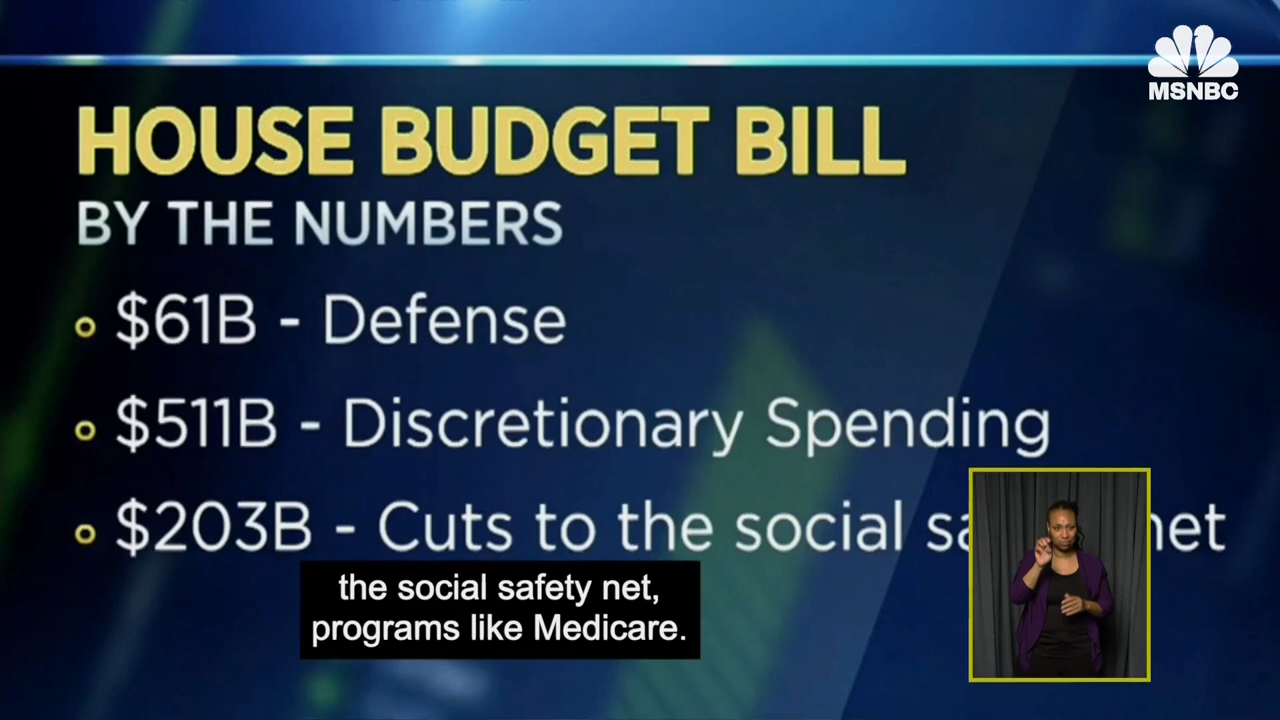 MSNBC
HOUSE BUDGET BILL
BY THE NUMBERS
$61B - Defense
$511B - Discretionary Spending
$203B - Cuts to the social net
the social safety net,
programs like Medicare.